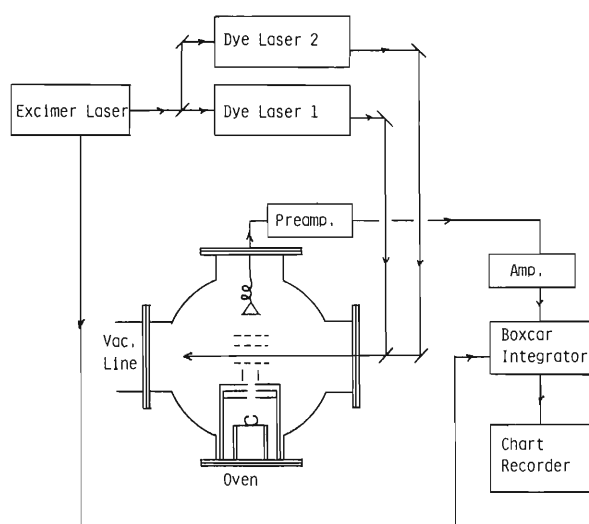 Dye Laser 2
Excimer Laser
Dye Laser 1
Preamp.
Amp.
Vac.
Line
Boxcar
Integrator
Chart
Recorder
Oven